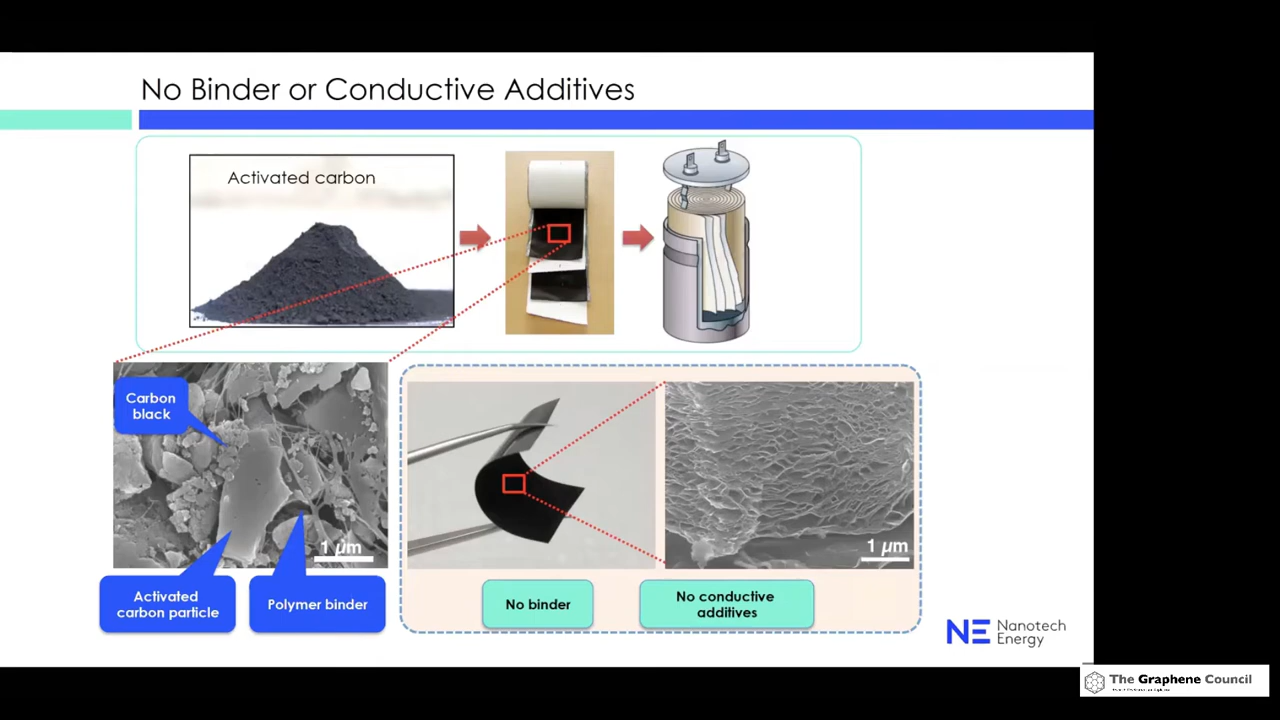 No Binder or Conductive Additives
Activated carbon
Carbon
black
1 µm
Activated
carbon particle
Polymer binder
1 µm
No binder
No conductive
additives
NE Nanotech
Energy
The Graphene Council